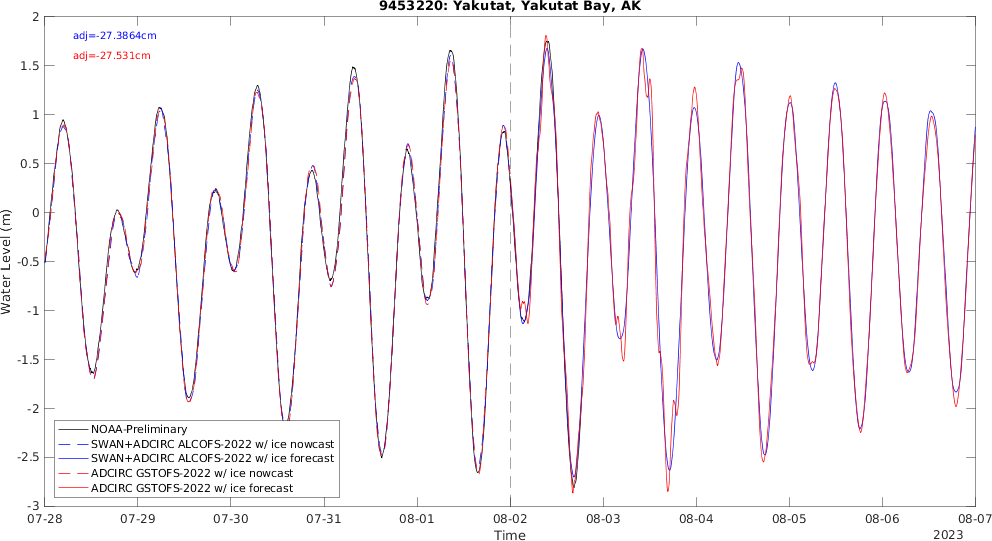 9453220: Yakutat, Yakutat Bay, AK
adj=-27.3864cm
adj=-27.531cm
2
1.5
1
0.5
0
-0.5
-1
-1.5
-2
-2.5
-3
Water Level (m)
NOAA-Preliminary
SWAN+ADCIRC ALCOFS-2022 w/ ice nowcast
SWAN+ADCIRC ALCOFS-2022 w/ ice forecast
ADCIRC GSTOFS-2022 w/ ice nowcast
ADCIRC GSTOFS-2022 w/ ice forecast
07-28 07-29 07-30 07-31 08-01 08-02 08-03 08-04 08-05 08-06 08-07
Time
2023